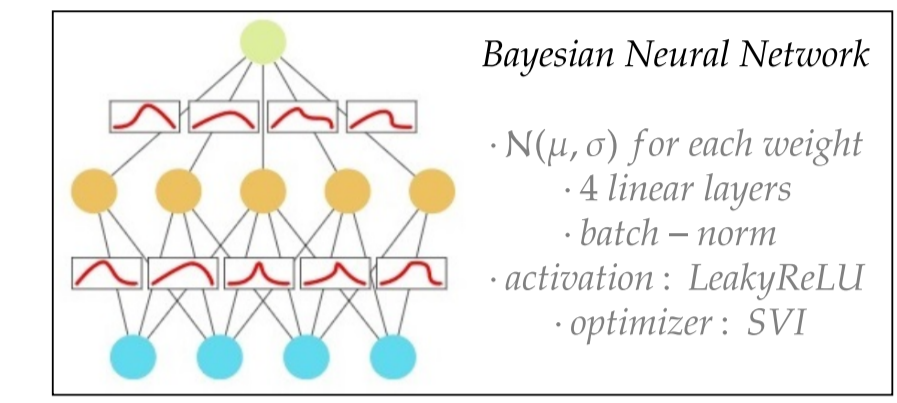 Bayesian Neural Network
· N(μ, σ) for each weight
· 4 linear layers
· batch − norm
· activation : LeakyReLU
· optimizer : SVI